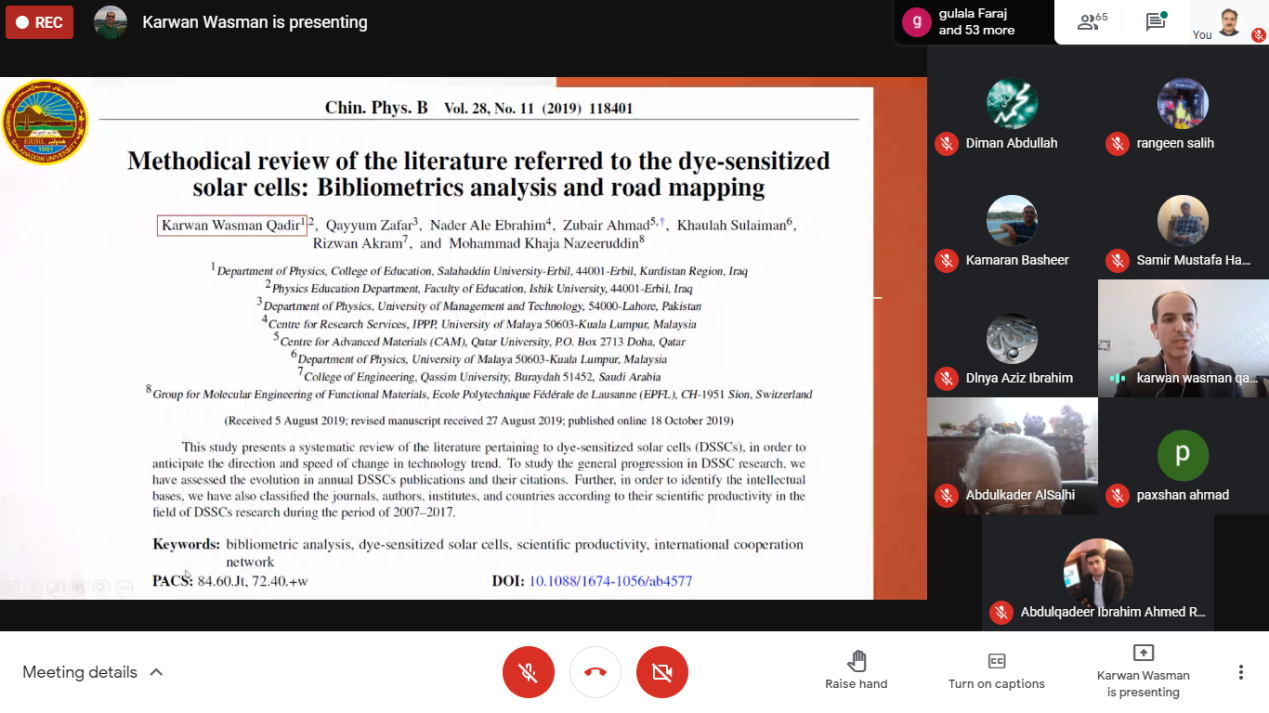 REC
Karwan Wasman is presenting
g
gulala Faraj
and 53 more
65
You
ERBIL
1981
Chin. Phys. B Vol. 28, No. 11 (2019) 118401
Methodical review of the literature referred to the dye-sensitized
solar cells: Bibliometrics analysis and road mapping
Karwan Wasman Qadir1,2, Qayyum Zafar3, Nader Ale Ebrahim4, Zubair Ahmad5,†, Khaulah Sulaiman6,
Rizwan Akram7, and Mohammad Khaja Nazeeruddin8
1Department of Physics, College of Education, Salahaddin University-Erbil, 44001-Erbil, Kurdistan Region, Iraq
2Physics Education Department, Faculty of Education, Ishik University, 44001-Erbil, Iraq
3Department of Physics, University of Management and Technology, 54000-Lahore, Pakistan
4Centre for Research Services, IPPP, University of Malaya 50603-Kuala Lumpur, Malaysia
5Centre for Advanced Materials (CAM), Qatar University, P.O. Box 2713 Doha, Qatar
6Department of Physics, University of Malaya 50603-Kuala Lumpur, Malaysia
7College of Engineering, Qassim University, Buraydah 51452, Saudi Arabia
8Group for Molecular Engineering of Functional Materials, Ecole Polytechnique Fédérale de Lausanne (EPFL), CH-1951 Sion, Switzerland
(Received 5 August 2019; revised manuscript received 27 August 2019; published online 18 October 2019)
This study presents a systematic review of the literature pertaining to dye-sensitized solar cells (DSSCs), in order to
anticipate the direction and speed of change in technology trend. To study the general progression in DSSC research, we
have assessed the evolution in annual DSSCs publications and their citations. Further, in order to identify the intellectual
bases, we have also classified the journals, authors, institutes, and countries according to their scientific productivity in the
field of DSSCs research during the period of 2007–2017.
Keywords: bibliometric analysis, dye-sensitized solar cells, scientific productivity, international cooperation
network
PACS: 84.60.Jt, 72.40.+w DOI: 10.1088/1674-1056/ab4577
Diman Abdullah
rangeen salih
Kamaran Basheer
Samir Mustafa Ha...
Dlnya Aziz Ibrahim
karwan wasman qa...
Abdulkader AlSalhi
p
paxshan ahmad
Abdulqadeer Ibrahim Ahmed R...
Meeting details
Raise hand
CC
Turn on captions
Karwan Wasman
is presenting